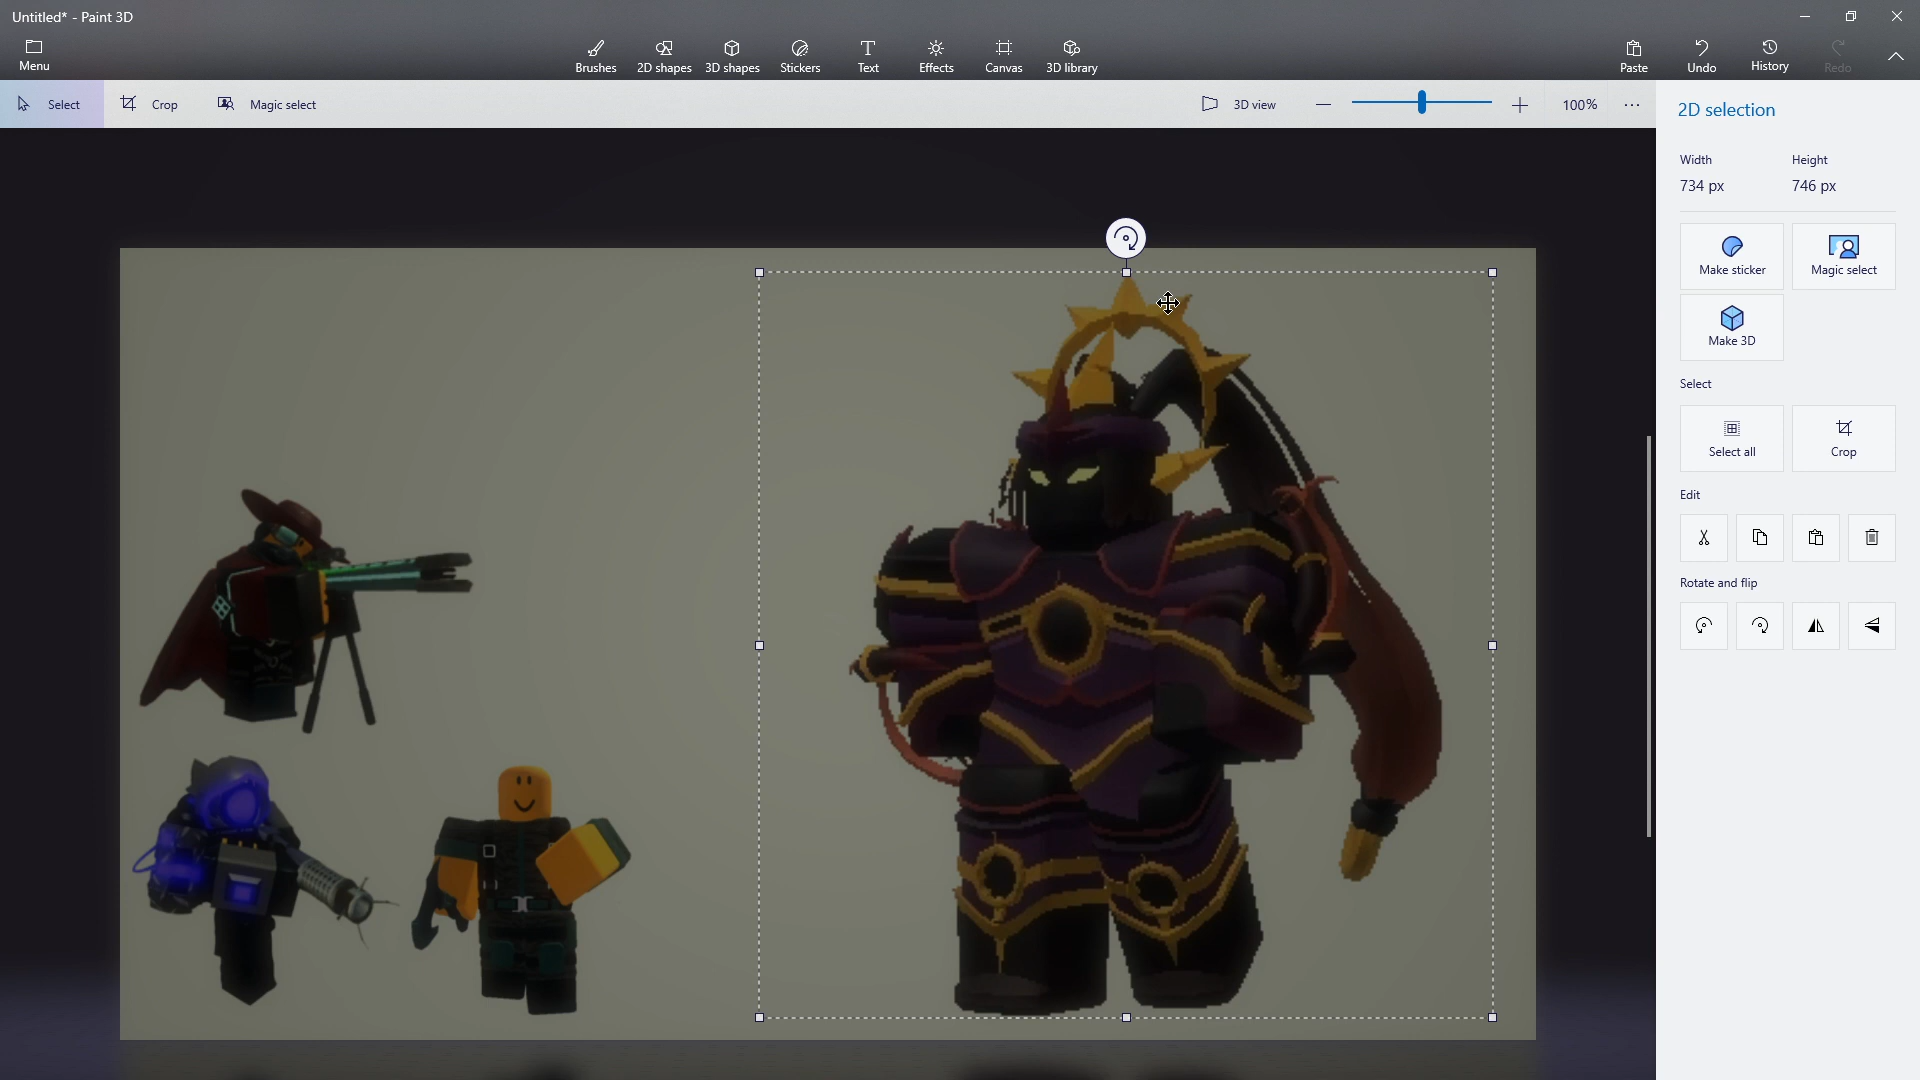 Untitled* - Paint 3D
Menu
Brushes
2D shapes
3D shapes
Stickers
Text
Effects
Canvas
3D library
Paste
Undo
History
Redo
Select
Crop
Magic select
3D view
100%
2D selection
Width
Height
734 px
746 px
Make sticker
Magic select
Make 3D
Select
Select all
Crop
Edit
Rotate and flip